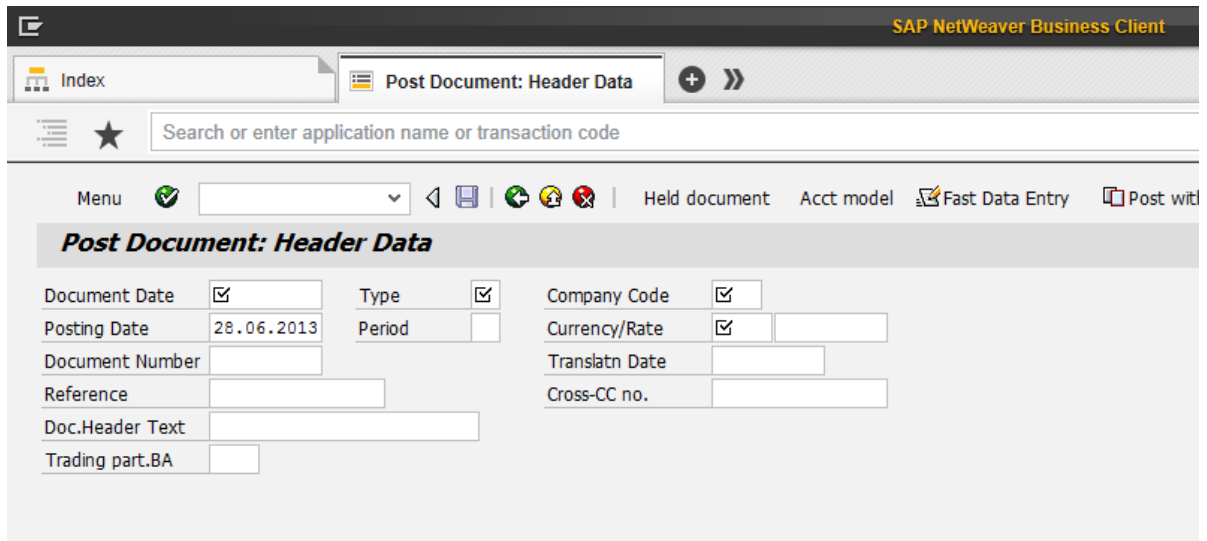 SAP NetWeaver Business Client
Index
Post Document: Header Data
Search or enter application name or transaction code
Menu Held document Acct model Fast Data Entry Post with
Post Document: Header Data
Document Date Type Company Code
Posting Date 28.06.2013 Period Currency/Rate
Document Number Translatn Date
Reference Cross-CC no.
Doc.Header Text
Trading part.BA